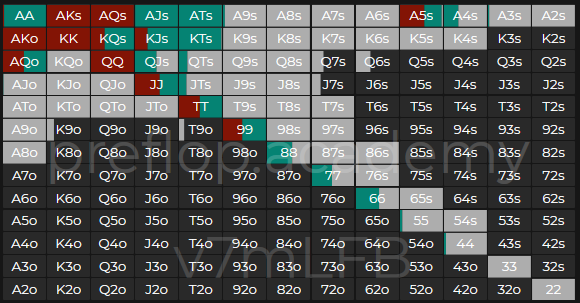 AA AKs AQs AJs ATs A9s A8s A7s A6s A5s A4s A3s A2s
AKo KK KQs KJs KTs K9s K8s K7s K6s K5s K4s K3s K2s
AQo KQo QQ QJs QTs Q9s Q8s Q7s Q6s Q5s Q4s Q3s Q2s
AJo KJo QJo JJ JTs J9s J8s J7s J6s J5s J4s J3s J2s
ATo KTo QTo JTo TT T9s T8s T7s T6s T5s T4s T3s T2s
A9o K9o Q9o J9o T9o 99 98s 97s 96s 95s 94s 93s 92s
A8o K8o Q8o J8o T8o 98o 88 87s 86s 85s 84s 83s 82s
preflop.academy
A7o K7o Q7o J7o T7o 97o 87o 77 76s 75s 74s 73s 72s
A6o K6o Q6o J6o T6o 96o 86o 76o 66 65s 64s 63s 62s
A5o K5o Q5o J5o T5o 95o 85o 75o 65o 55 54s 53s 52s
A4o K4o Q4o J4o T4o 94o 84o 74o 64o 54o 44 43s 42s
v7mLFB
A3o K3o Q3o J3o T3o 93o 83o 73o 63o 53o 43o 33 32s
A2o K2o Q2o J2o T2o 92o 82o 72o 62o 52o 42o 32o 22